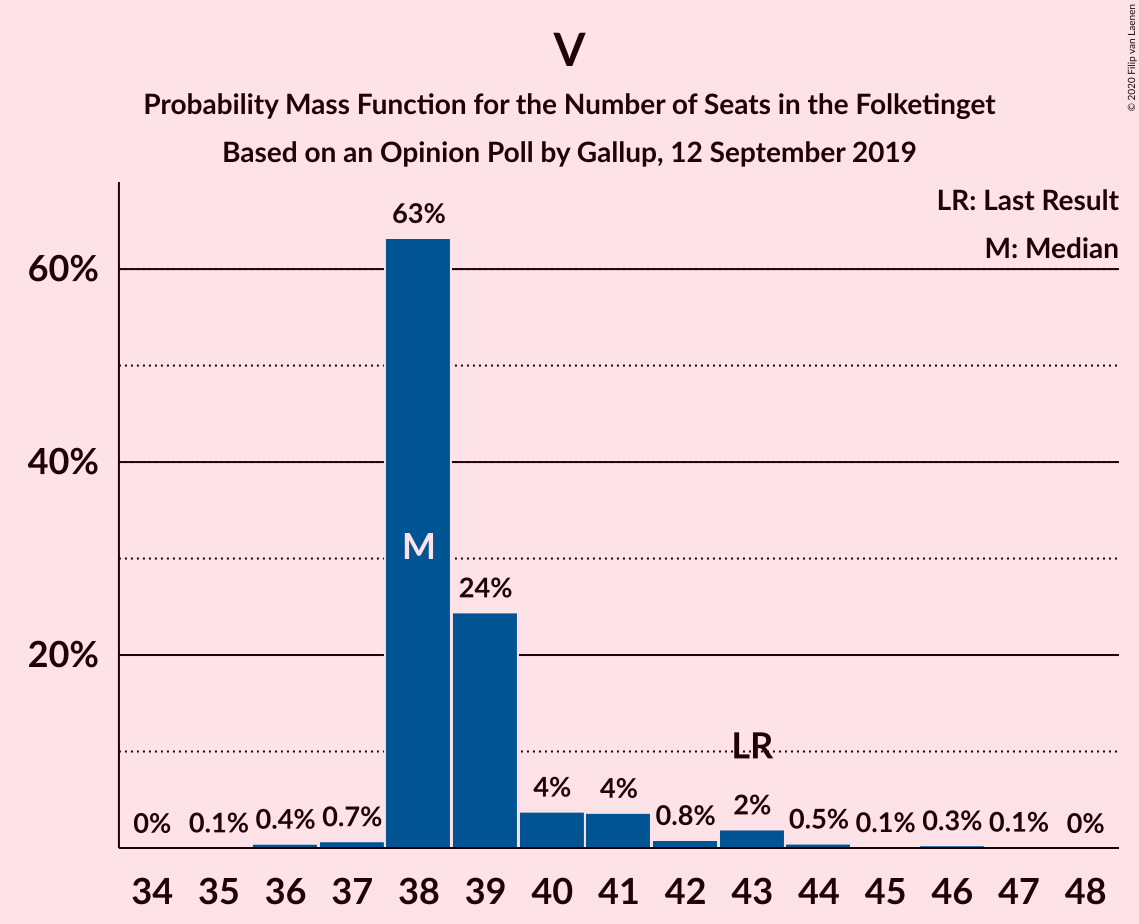 V
Probability Mass Function for the Number of Seats in the Folketinget
Based on an Opinion Poll by Gallup, 12 September 2019
© 2020 Filip van Laenen
LR: Last Result
M: Median
60%
40%
20%
63%
M
24%
LR
0%
0.1%
0.4%
0.7%
4%
4%
0.8%
2%
0.5%
0.1%
0.3%
0.1%
0%
34 35 36 37 38 39 40 41 42 43 44 45 46 47 48